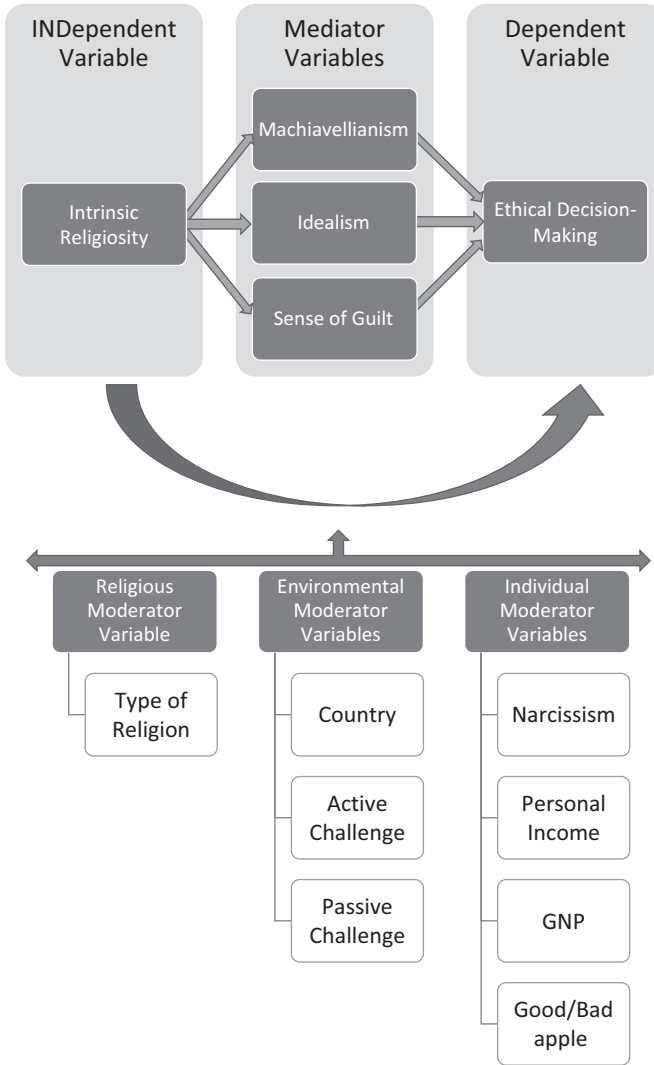 INDependent
Variable
Mediator
Variables
Dependent
Variable
Machiavellianism
Intrinsic
Religiosity
Idealism
Ethical Decision-
Making
Sense of Guilt
Religious
Moderator
Variable
Environmental
Moderator
Variables
Individual
Moderator
Variables
Type of
Religion
Country
Narcissism
Active
Challenge
Personal
Income
Passive
Challenge
GNP
Good/Bad
apple